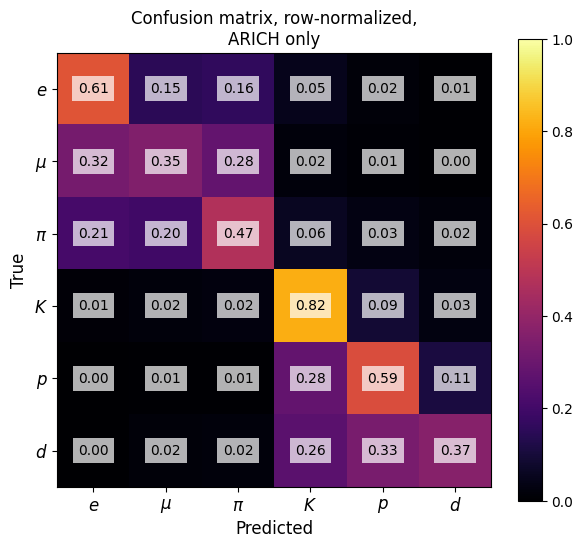 Confusion matrix, row-normalized,
ARICH only
True
e 0.61 0.15 0.16 0.05 0.02 0.01
μ 0.32 0.35 0.28 0.02 0.01 0.00
π 0.21 0.20 0.47 0.06 0.03 0.02
K 0.01 0.02 0.02 0.82 0.09 0.03
p 0.00 0.01 0.01 0.28 0.59 0.11
d 0.00 0.02 0.02 0.26 0.33 0.37
e μ π K p d
Predicted
1.0
0.8
0.6
0.4
0.2
0.0